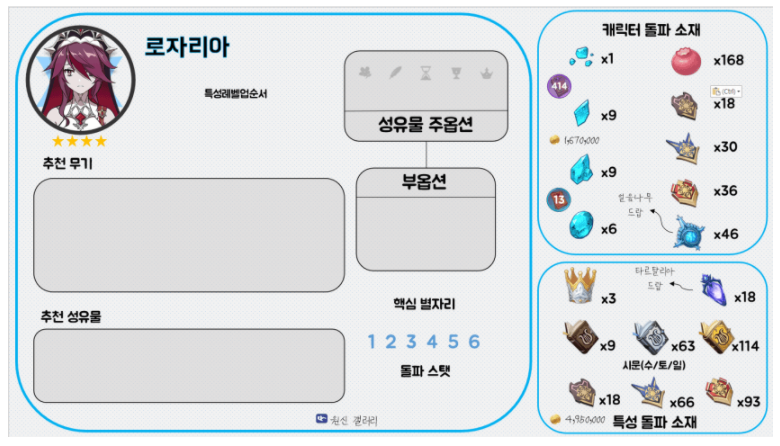 로자리아
특성레벨업순서
성유물 주옵션
부옵션
추천 무기
추천 성유물
핵심 별자리
1 2 3 4 5 6
돌파 스탯
원신 갤러리
캐릭터 돌파 소재
x1
x168
414
(Ctrl)
x9
x18
1,670,000
x30
x9
x36
13
얼음나무
드랍
x6
x46
타르탈리아
드랍
x3
x18
x9
x63
x114
시문(수/토/일)
x18
x66
x93
4,950,000
특성 돌파 소재